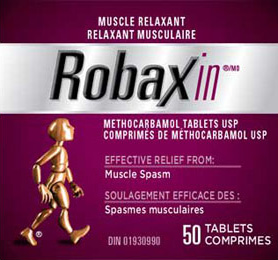 MUSCLE RELAXANT
RELAXANT MUSCULAIRE
Robaxin®/MD
METHOCARBAMOL TABLETS USP
COMPRIMÉS DE MÉTHOCARBAMOL USP
EFFECTIVE RELIEF FROM:
Muscle Spasm
SOULAGEMENT EFFICACE DES :
Spasmes musculaires
®
DIN 01930990
50 TABLETS
COMPRIMÉS